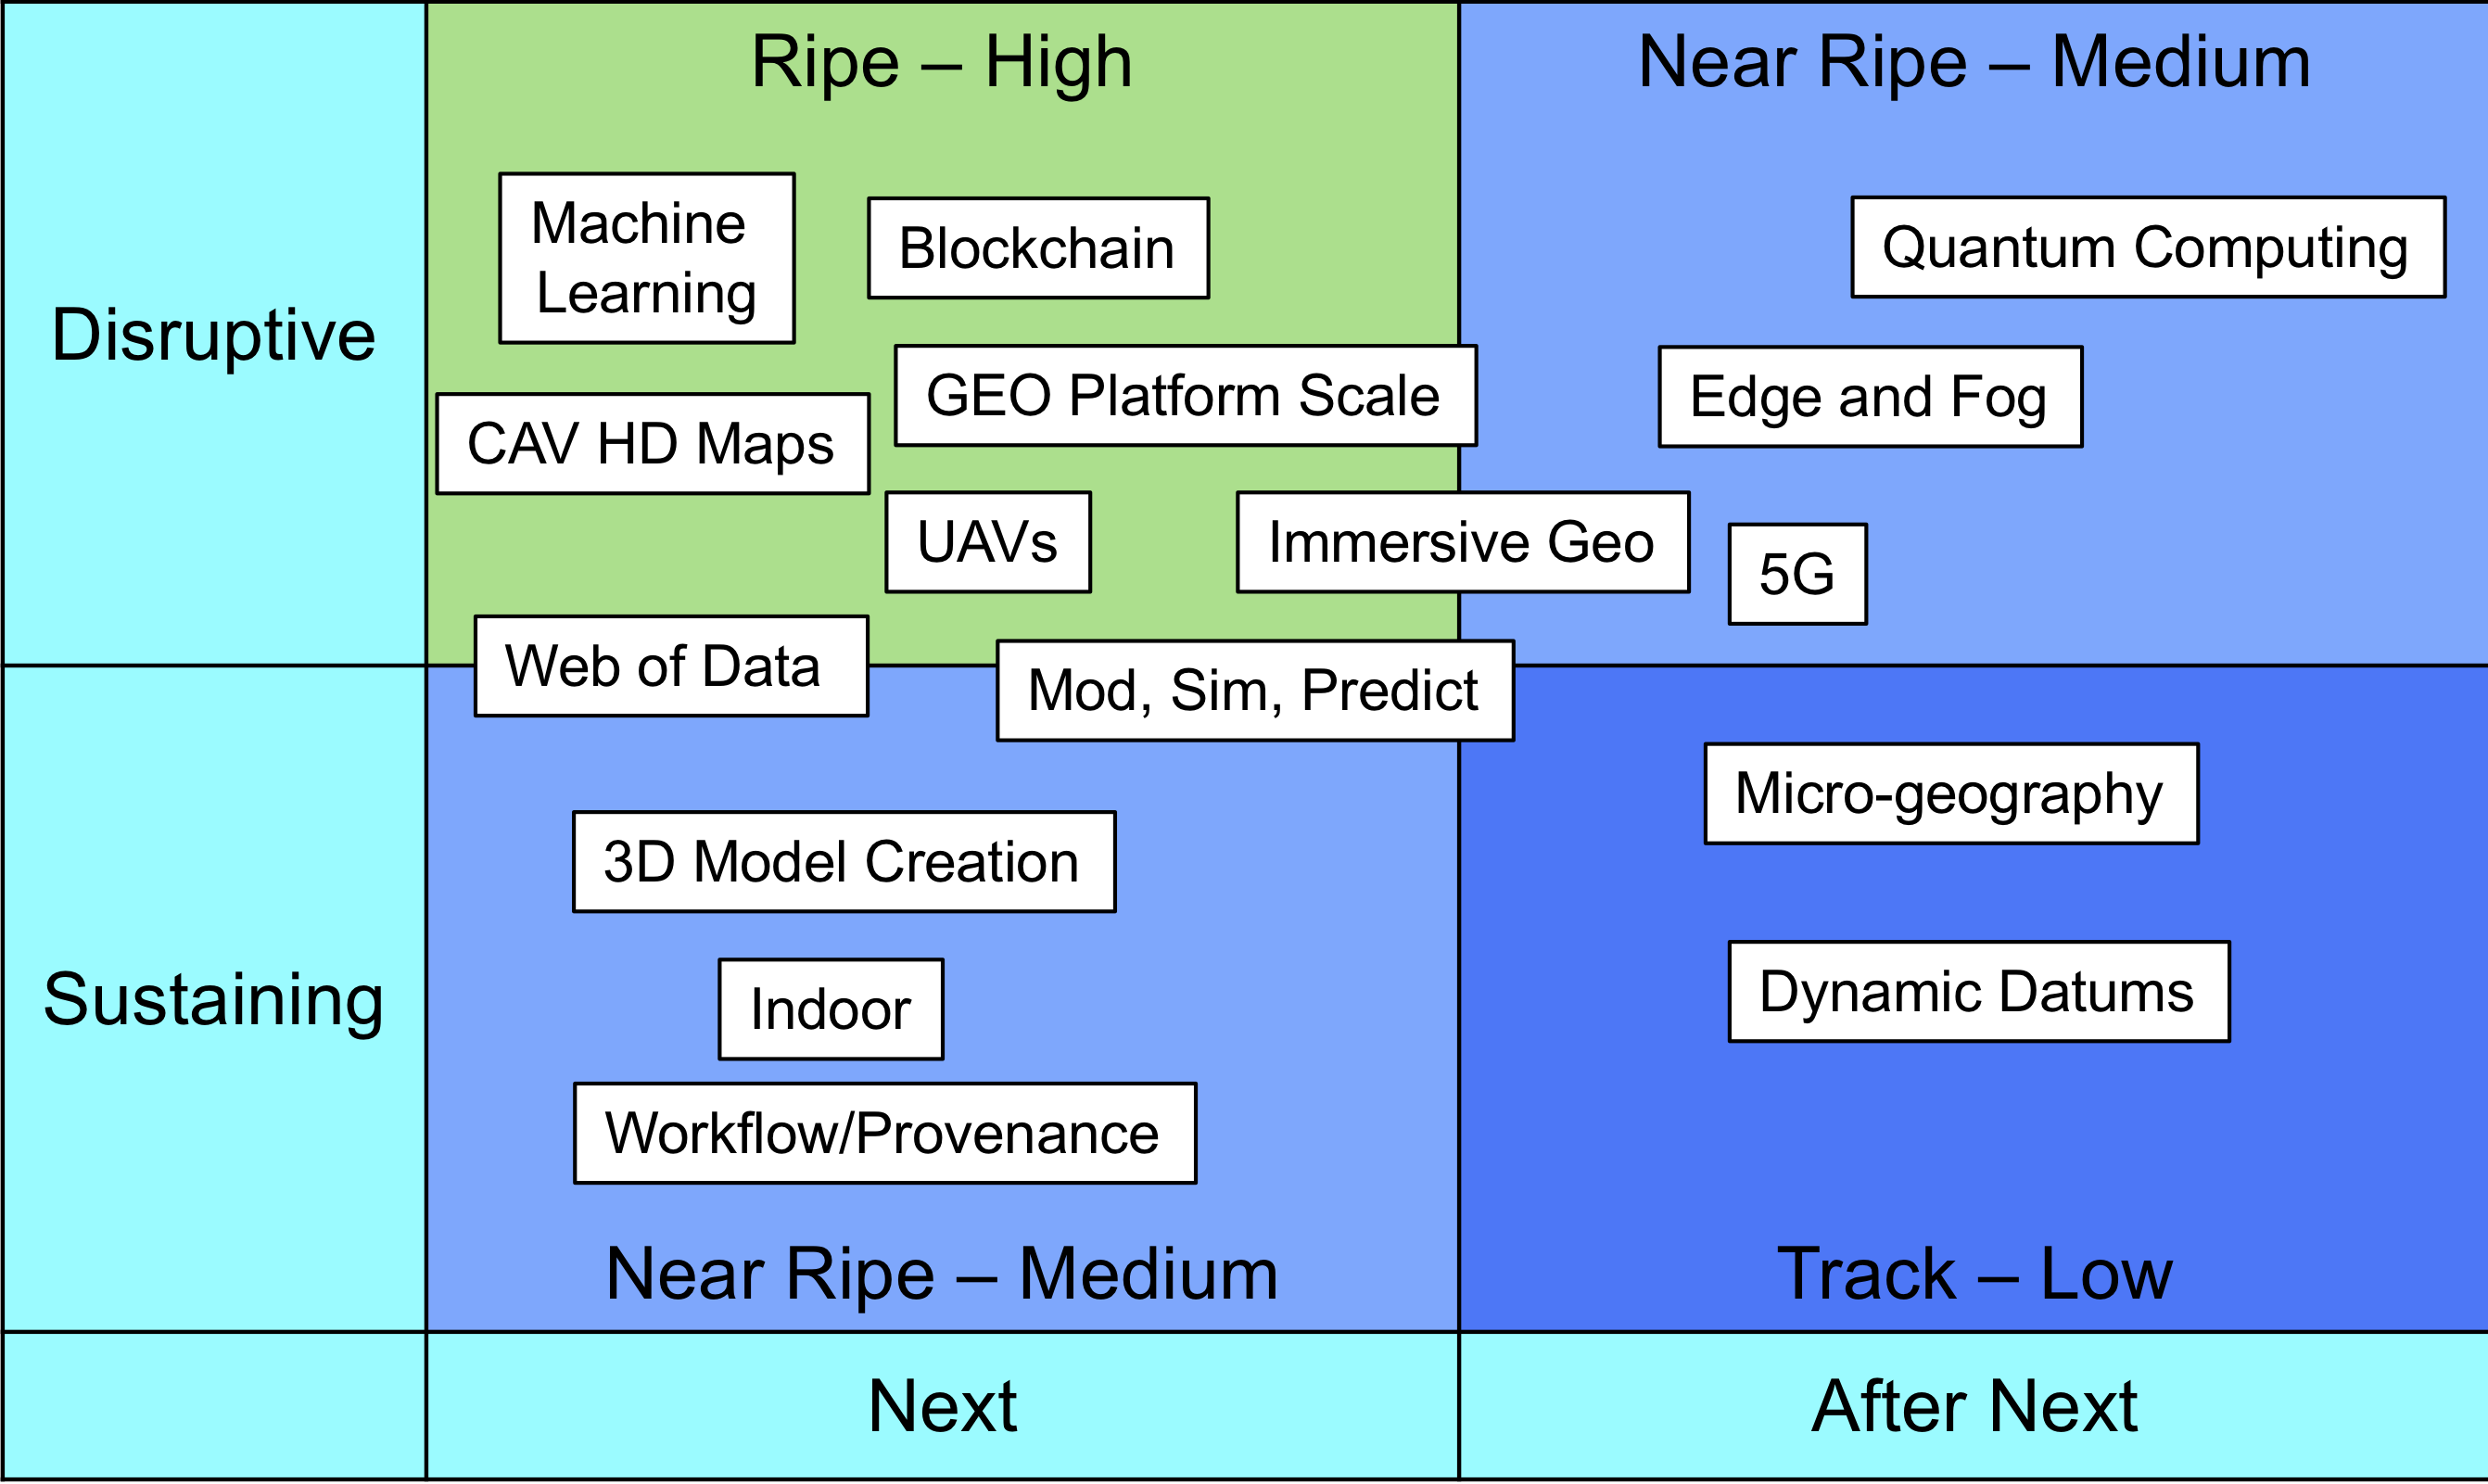 Ripe – High
Near Ripe – Medium
Disruptive
Machine
Learning
Blockchain
Quantum Computing
GEO Platform Scale
Edge and Fog
CAV HD Maps
UAVs
Immersive Geo
5G
Web of Data
Mod, Sim, Predict
Sustaining
Micro-geography
3D Model Creation
Dynamic Datums
Indoor
Workflow/Provenance
Near Ripe – Medium
Track – Low
Next
After Next